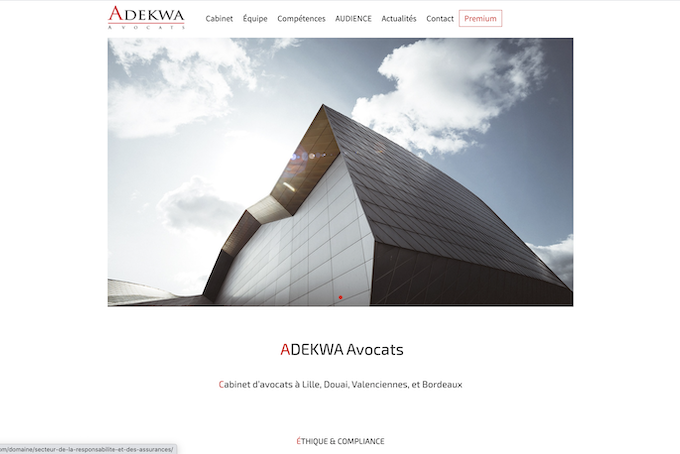 ADEKWA
AVOCATS
Cabinet Équipe Compétences AUDIENCE Actualités Contact Premium
ADEKWA Avocats
Cabinet d'avocats à Lille, Douai, Valenciennes, et Bordeaux
ÉTHIQUE & COMPLIANCE
om/domaine/secteur-de-la-responsabilite-et-des-assurances/